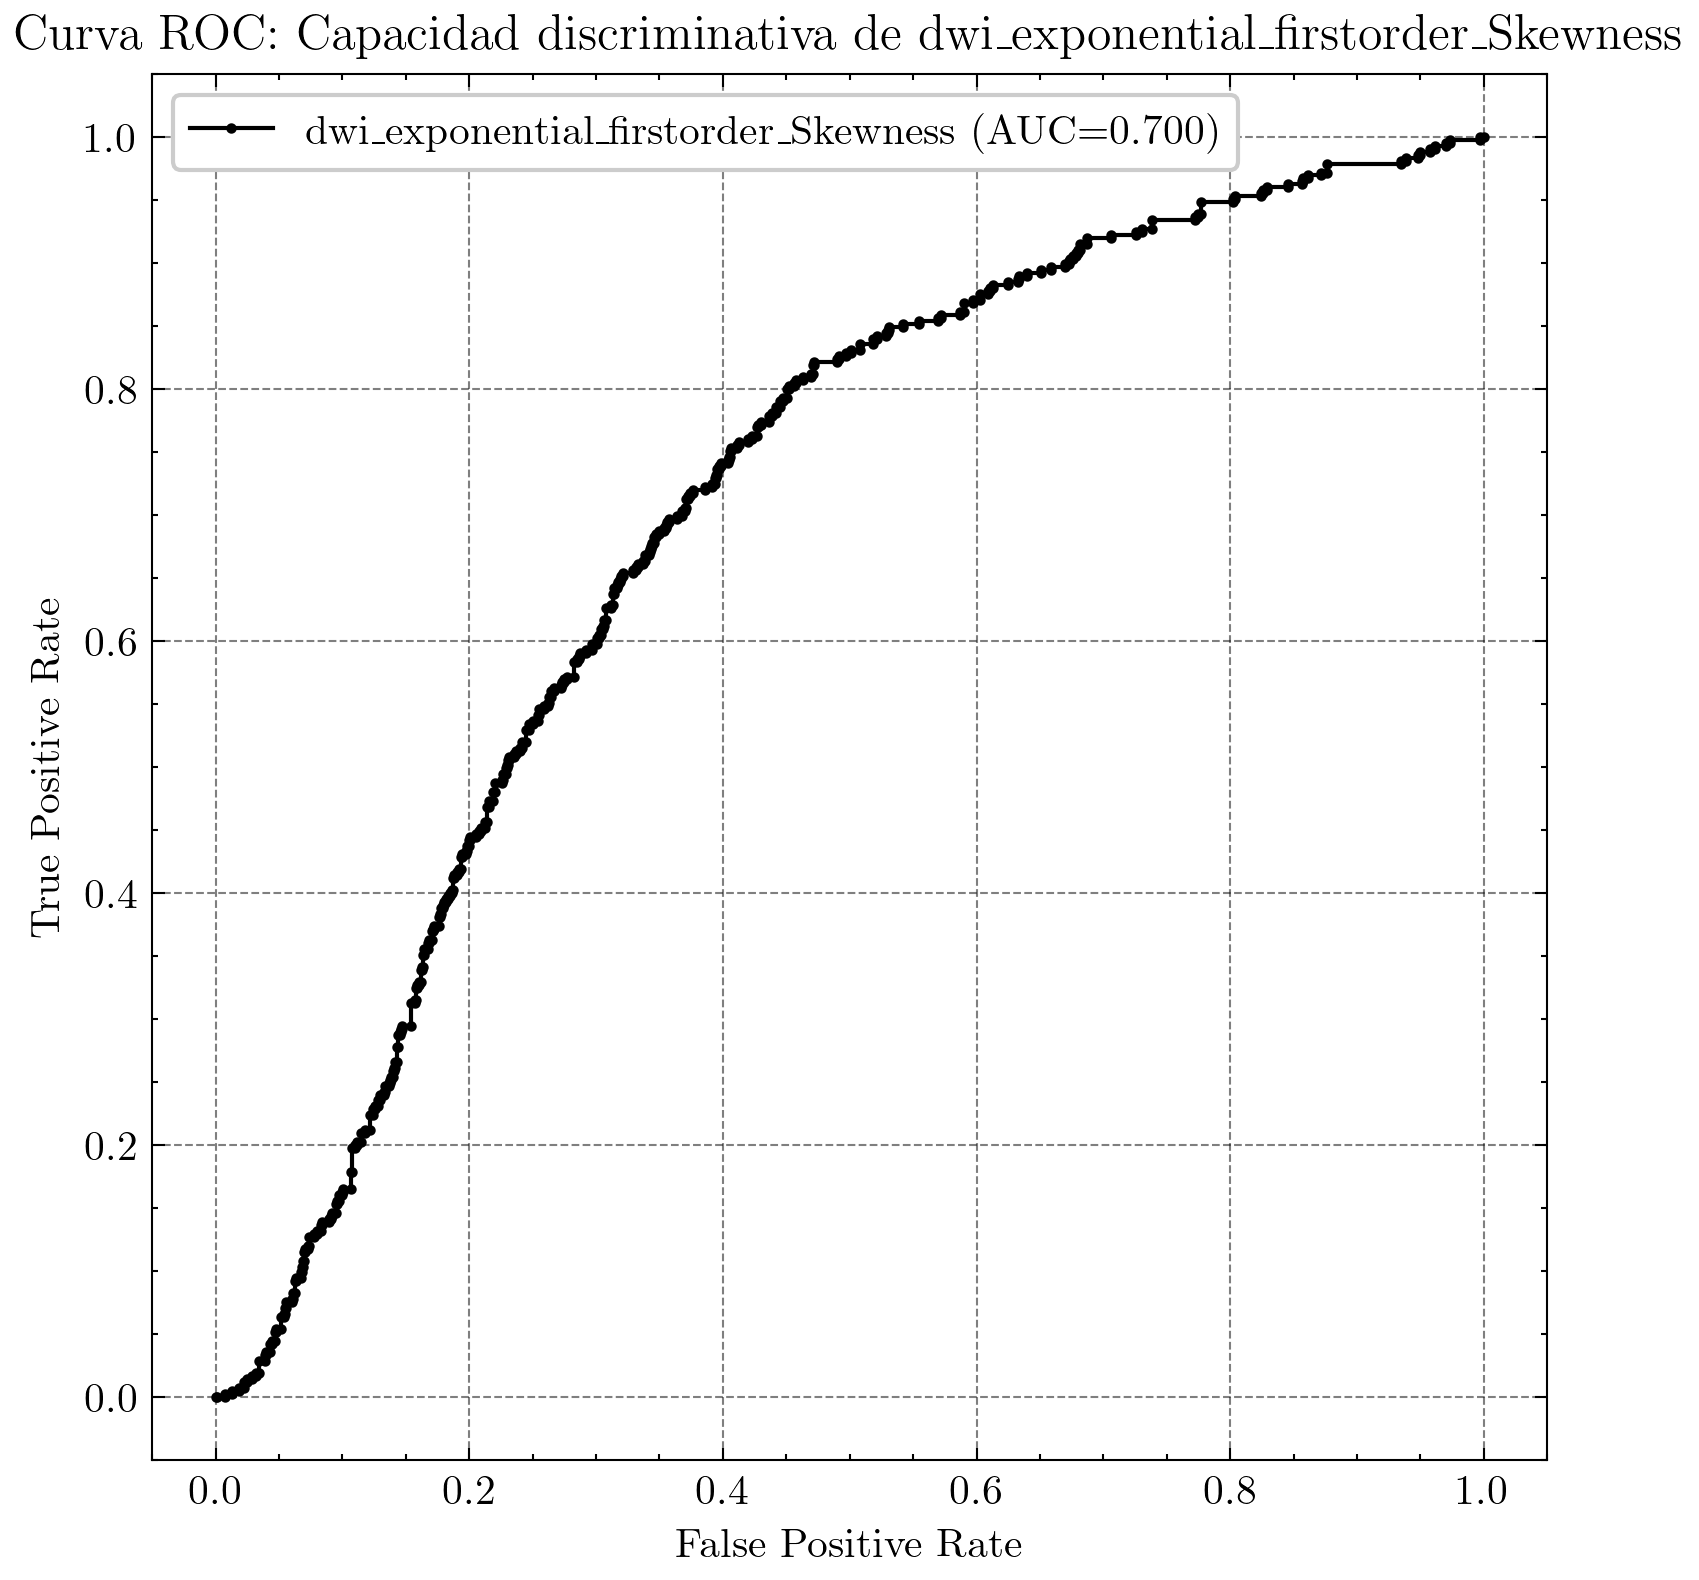 Curva ROC: Capacidad discriminativa de dwi_exponential_firstorder_Skewness
dwi_exponential_firstorder_Skewness (AUC=0.700)
1.0
0.8
0.6
0.4
0.2
0.0
True Positive Rate
0.0 0.2 0.4 0.6 0.8 1.0
False Positive Rate